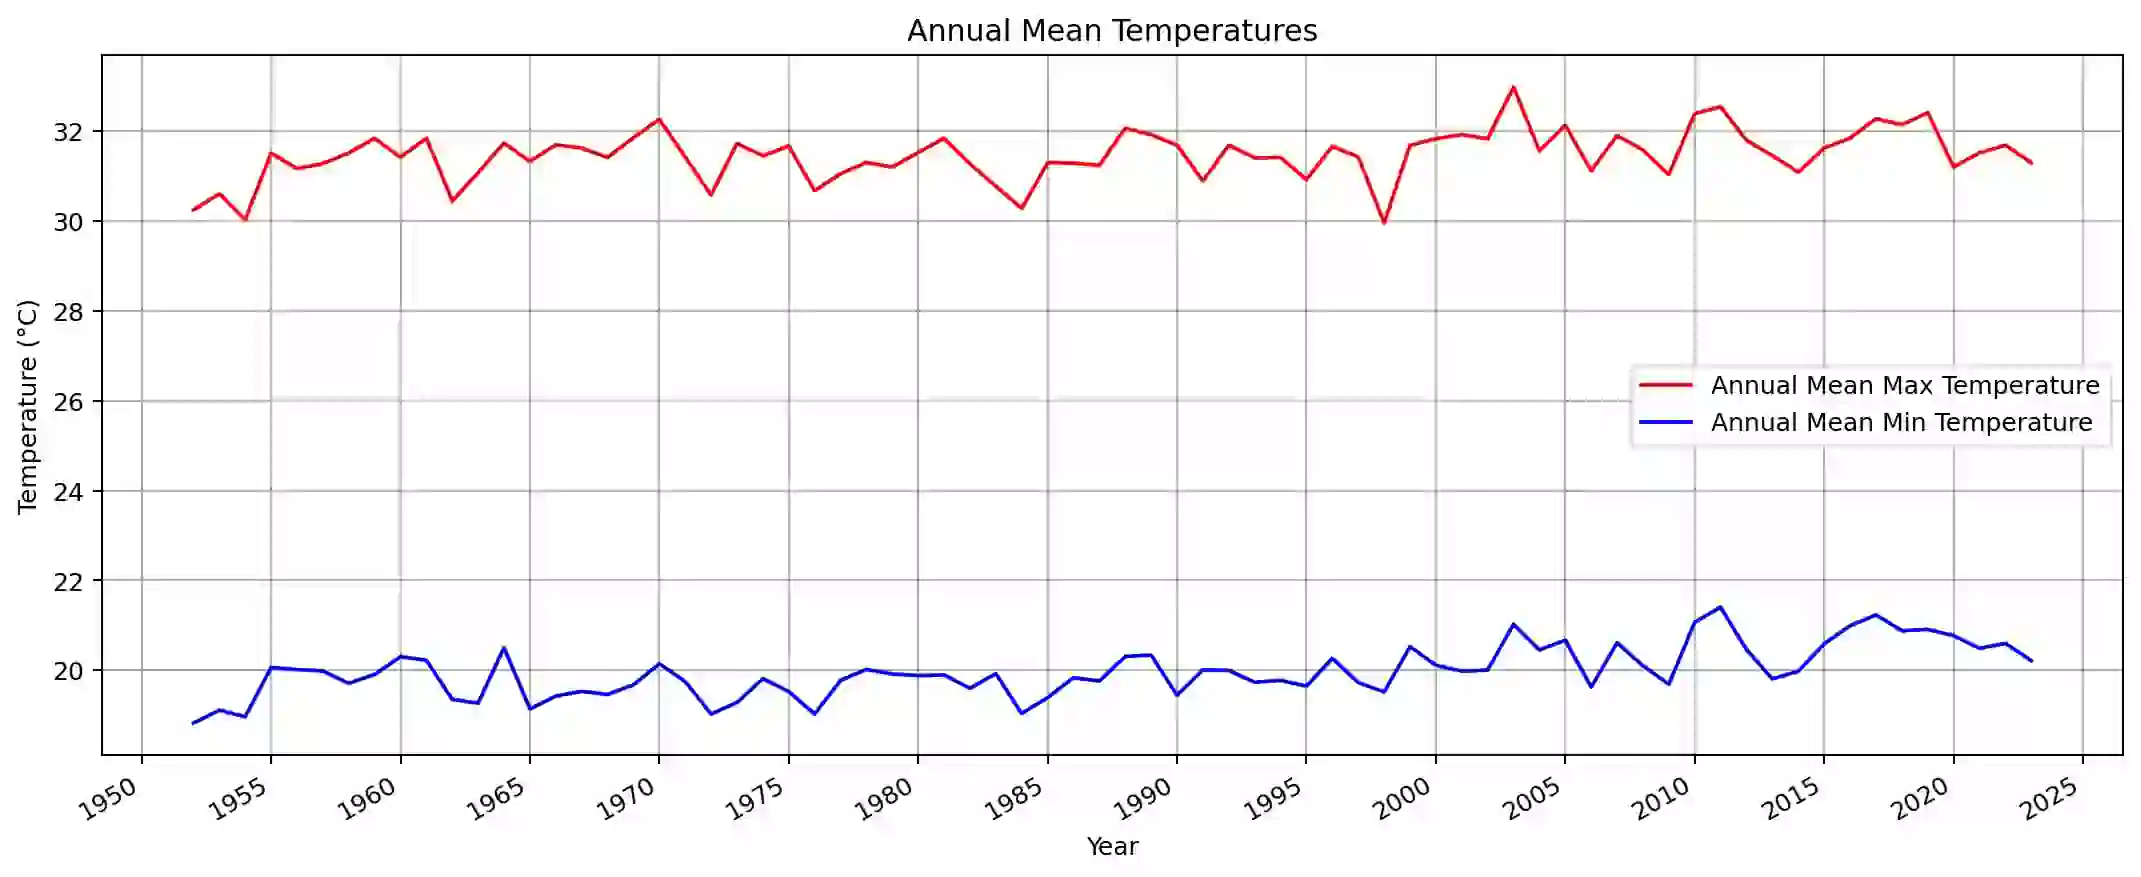 Annual Mean Temperatures
Temperature (°C)
32
30
28
26
24
22
20
Annual Mean Max Temperature
Annual Mean Min Temperature
1950 1955 1960 1965 1970 1975 1980 1985 1990 1995 2000 2005 2010 2015 2020 2025
Year